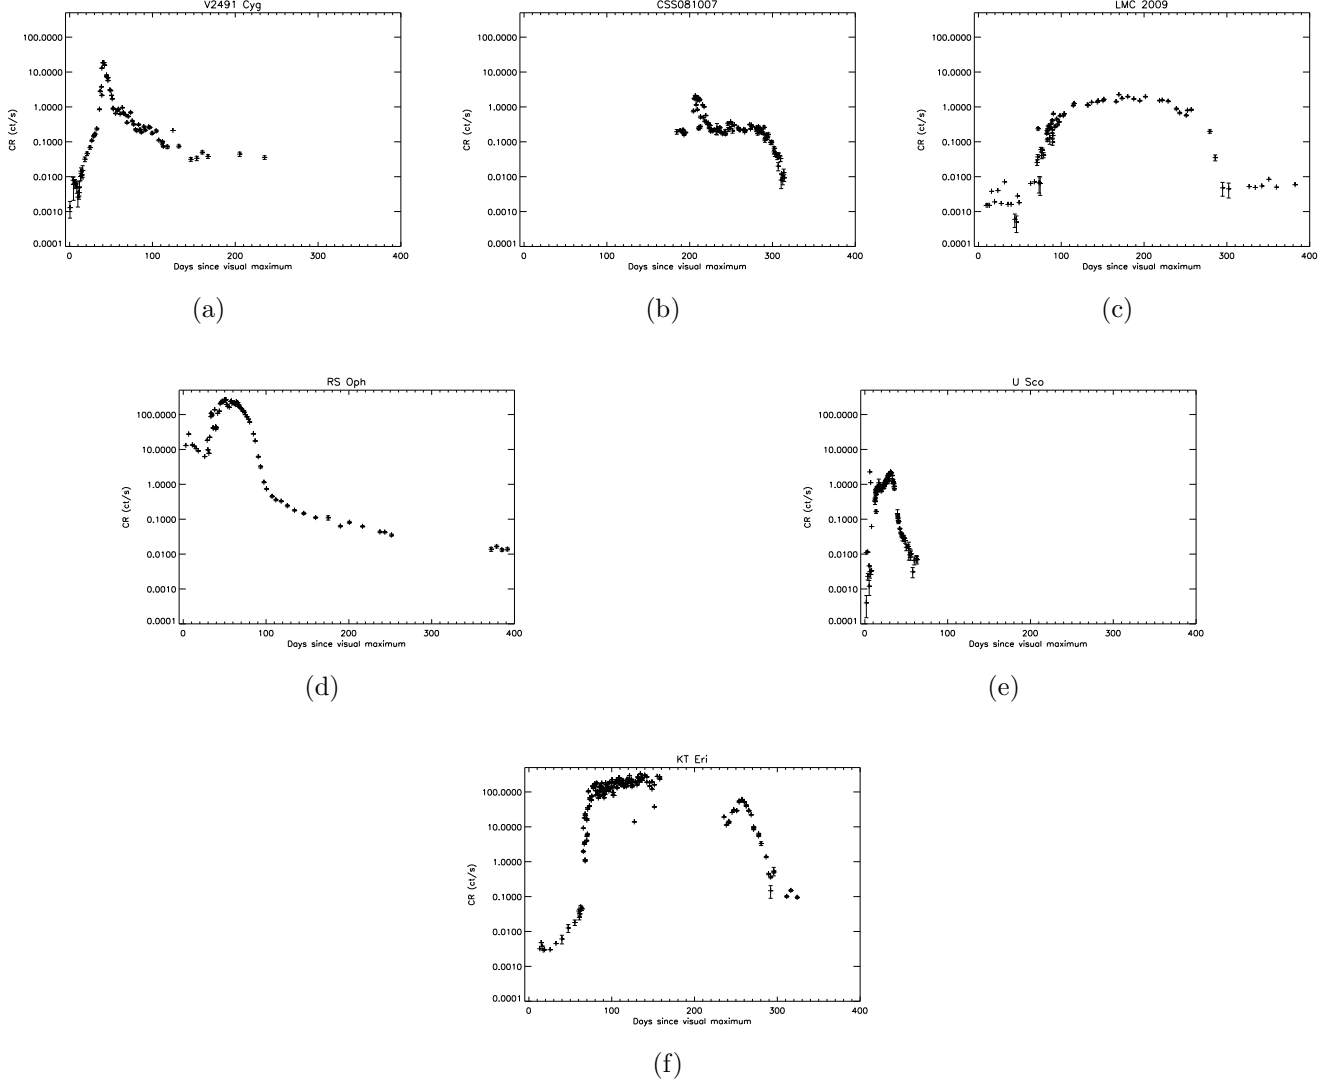 V2491 Cyg
CSS081007
LMC 2009
CR (ct/s)
100.0000
10.0000
1.0000
0.1000
0.0100
0.0010
0.0001
0 100 200 300 400
Days since visual maximum
CR (ct/s)
100.0000
10.0000
1.0000
0.1000
0.0100
0.0010
0.0001
0 100 200 300 400
Days since visual maximum
CR (ct/s)
100.0000
10.0000
1.0000
0.1000
0.0100
0.0010
0.0001
0 100 200 300 400
Days since visual maximum
(a)
(b)
(c)
RS Oph
U Sco
CR (ct/s)
100.0000
10.0000
1.0000
0.1000
0.0100
0.0010
0.0001
0 100 200 300 400
Days since visual maximum
CR (ct/s)
100.0000
10.0000
1.0000
0.1000
0.0100
0.0010
0.0001
0 100 200 300 400
Days since visual maximum
(d)
(e)
KT Eri
CR (ct/s)
100.0000
10.0000
1.0000
0.1000
0.0100
0.0010
0.0001
0 100 200 300 400
Days since visual maximum
(f)